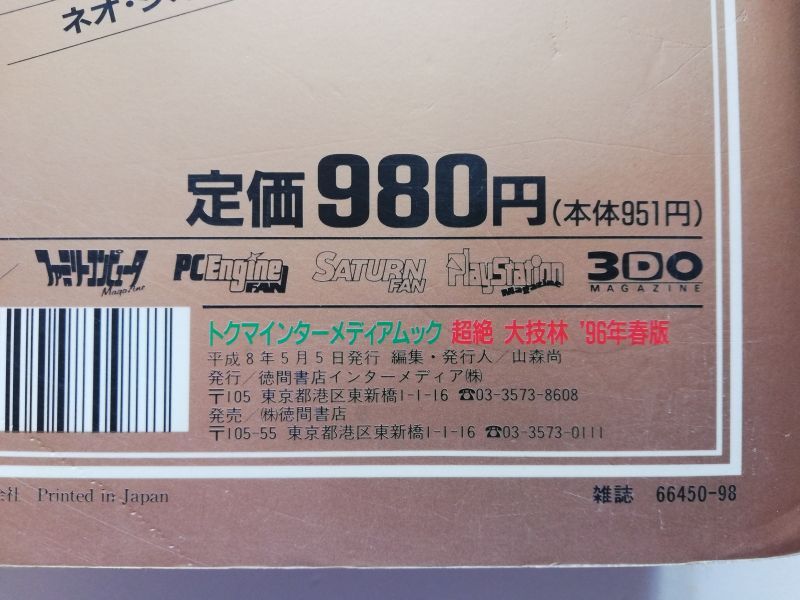 ネオ・
定価980円(本体951円)
ファミリーコンピュータ Magazine PC Engine FAN SATURN FAN PlayStation Magazine 3DO MAGAZINE
トクマインターメディアムック 超絶 大技林 '96年春版
平成8年5月5日発行 編集・発行人／山森尚
発行／徳間書店インターメディア㈱
〒105 東京都港区東新橋1-1-16 ☎03-3573-8608
発売／㈱徳間書店
〒105-55 東京都港区東新橋1-1-16 ☎03-3573-0111
会社 Printed in Japan
雑誌 66450-98